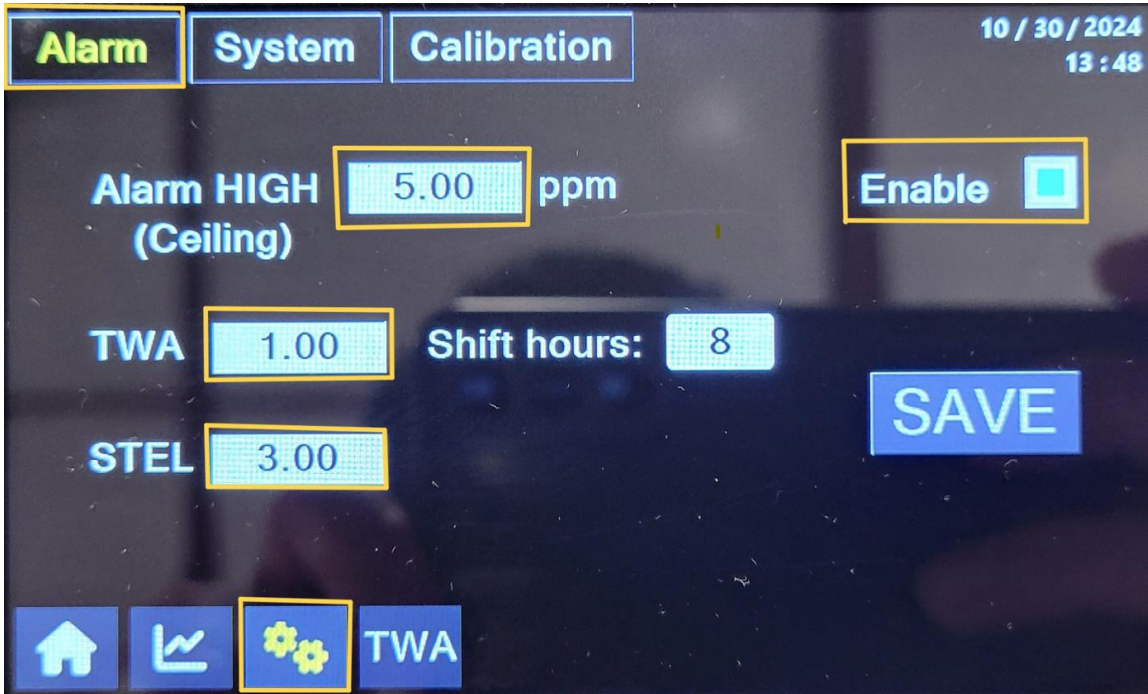 Alarm System Calibration
10 / 30 / 2024
13 : 48
Alarm HIGH 5.00 ppm Enable
(Ceiling)
TWA 1.00 Shift hours: 8
SAVE
STEL 3.00
TWA